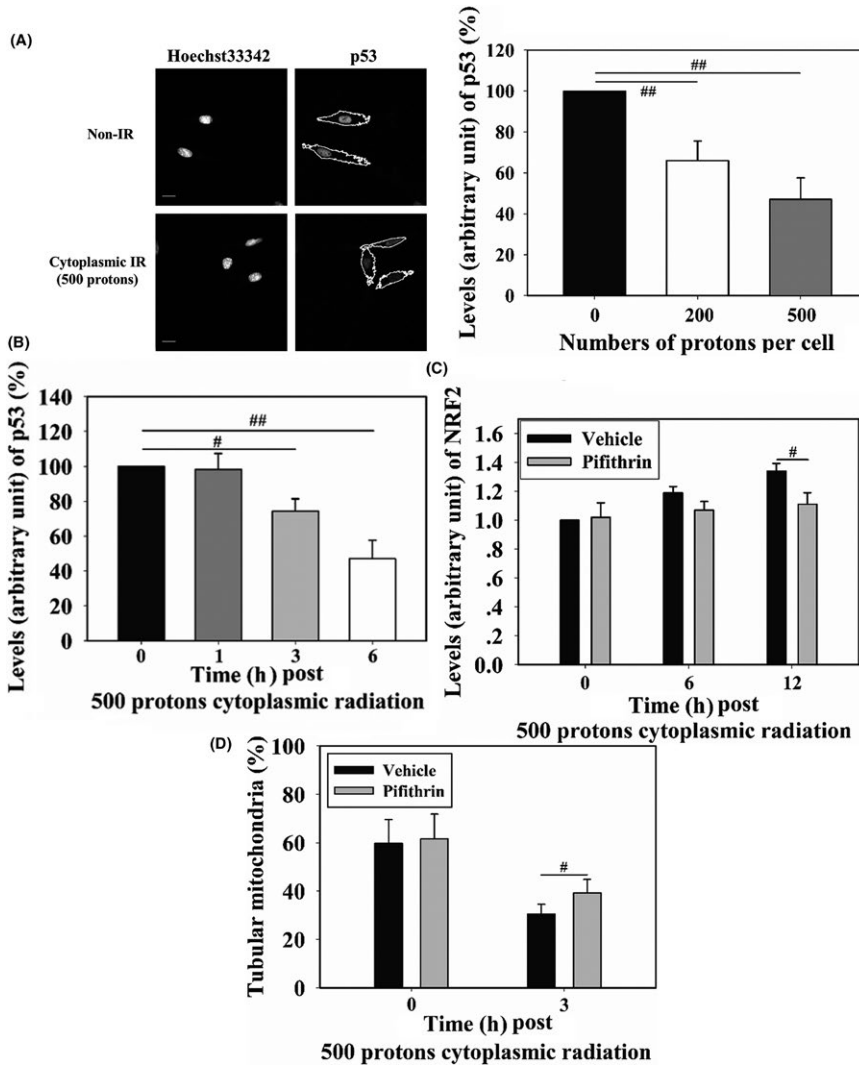 (A)
Hoechst33342 p53
Non-IR
Cytoplasmic IR
(500 protons)
Levels (arbitrary unit) of p53 (%)
120
100
80
60
40
20
0
##
##
0 200 500
Numbers of protons per cell
(B)
Levels (arbitrary unit) of p53 (%)
140
120
100
80
60
40
20
0
##
#
0 1 3 6
Time (h) post
500 protons cytoplasmic radiation
(C)
Levels (arbitrary unit) of NRF2
1.6
1.4
1.2
1.0
.8
.6
.4
.2
0.0
Vehicle
Pifithrin
#
0 6 12
Time (h) post
500 protons cytoplasmic radiation
(D)
Tubular mitochondria (%)
100
80
60
40
20
0
Vehicle
Pifithrin
#
0 3
Time (h) post
500 protons cytoplasmic radiation